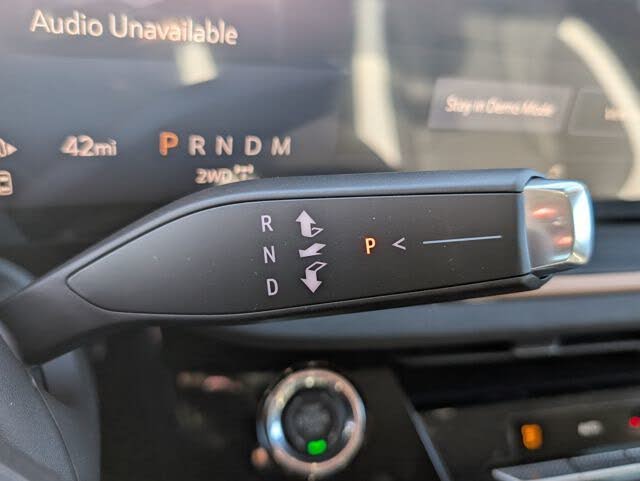 Audio Unavailable
Stay in Demo Mode
42mi
P R N D M
2WD
R
N
P <
D